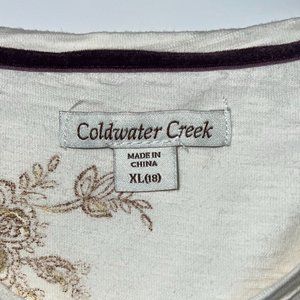 Coldwater Creek
MADE IN
CHINA
XL(18)